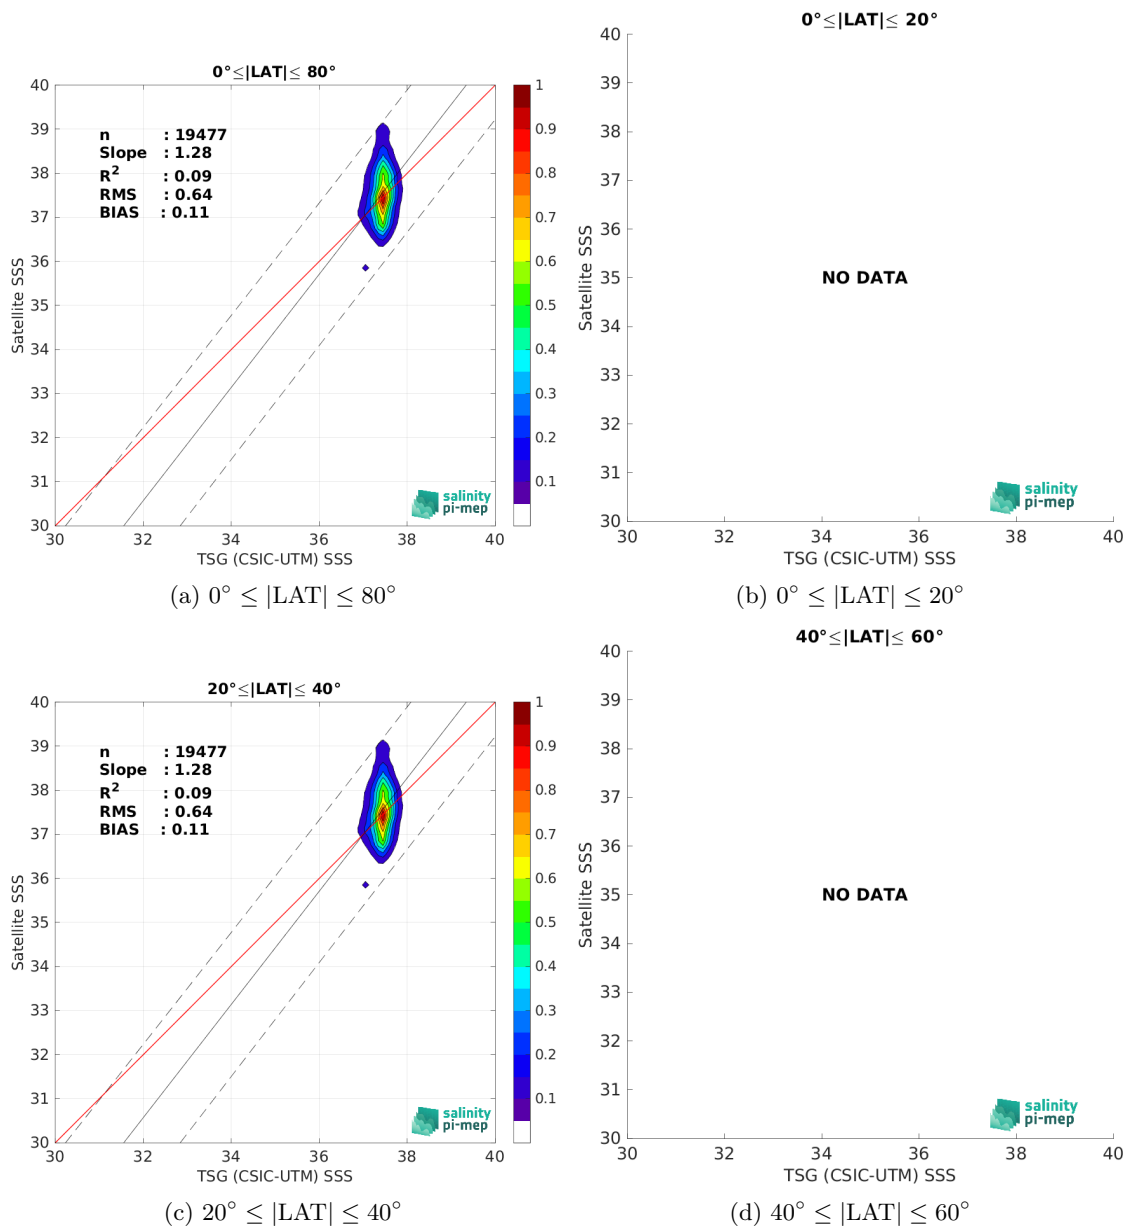 0°≤|LAT|≤ 80°
40
39
38
37
36
35
34
33
32
31
30
Satellite SSS
n : 19477
Slope : 1.28
R² : 0.09
RMS : 0.64
BIAS : 0.11
salinity
pi-mep
30 32 34 36 38 40
TSG (CSIC-UTM) SSS
1
0.9
0.8
0.7
0.6
0.5
0.4
0.3
0.2
0.1
(a) 0° ≤ |LAT| ≤ 80°
0°≤|LAT|≤ 20°
40
39
38
37
36
35
34
33
32
31
30
Satellite SSS
NO DATA
salinity
pi-mep
30 32 34 36 38 40
TSG (CSIC-UTM) SSS
(b) 0° ≤ |LAT| ≤ 20°
20°≤|LAT|≤ 40°
40
39
38
37
36
35
34
33
32
31
30
Satellite SSS
n : 19477
Slope : 1.28
R² : 0.09
RMS : 0.64
BIAS : 0.11
salinity
pi-mep
30 32 34 36 38 40
TSG (CSIC-UTM) SSS
1
0.9
0.8
0.7
0.6
0.5
0.4
0.3
0.2
0.1
(c) 20° ≤ |LAT| ≤ 40°
40°≤|LAT|≤ 60°
40
39
38
37
36
35
34
33
32
31
30
Satellite SSS
NO DATA
salinity
pi-mep
30 32 34 36 38 40
TSG (CSIC-UTM) SSS
(d) 40° ≤ |LAT| ≤ 60°